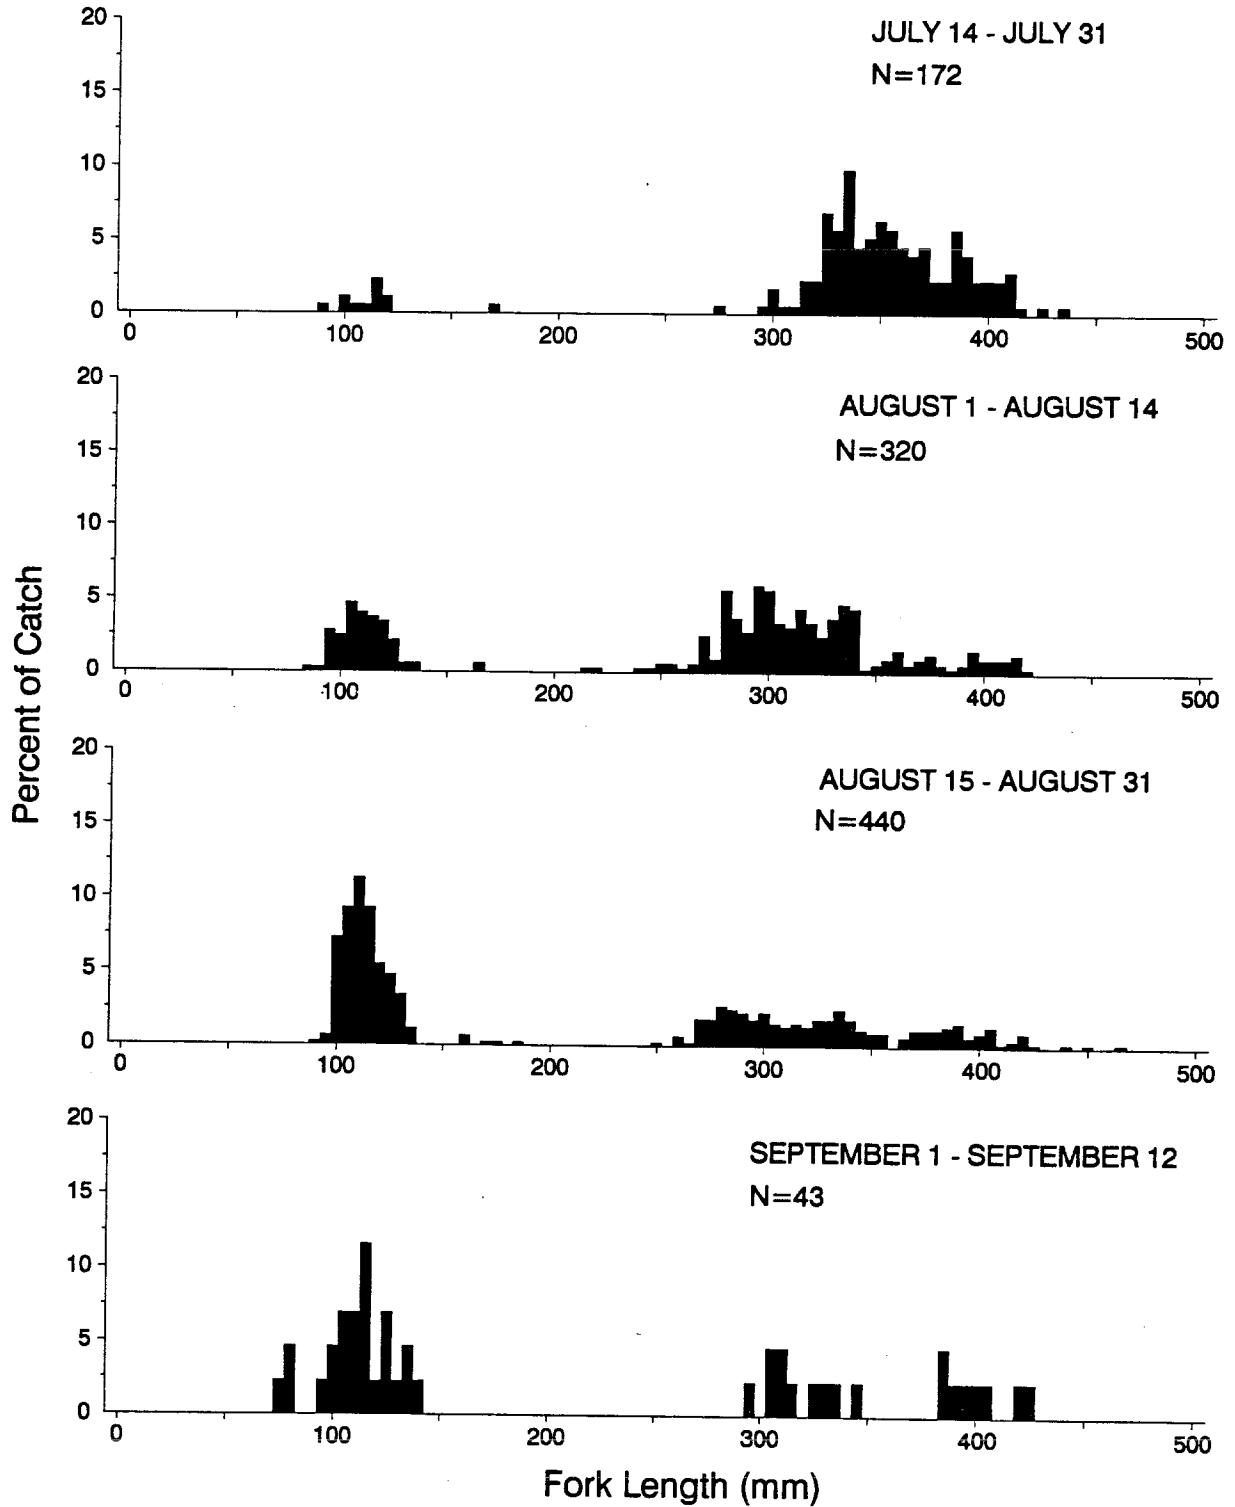 20
15
10
5
0
JULY 14 - JULY 31
N=172
0 100 200 300 400 500
20
15
10
5
0
AUGUST 1 - AUGUST 14
N=320
0 100 200 300 400 500
Percent of Catch
20
15
10
5
0
AUGUST 15 - AUGUST 31
N=440
0 100 200 300 400 500
20
15
10
5
0
SEPTEMBER 1 - SEPTEMBER 12
N=43
0 100 200 300 400 500
Fork Length (mm)